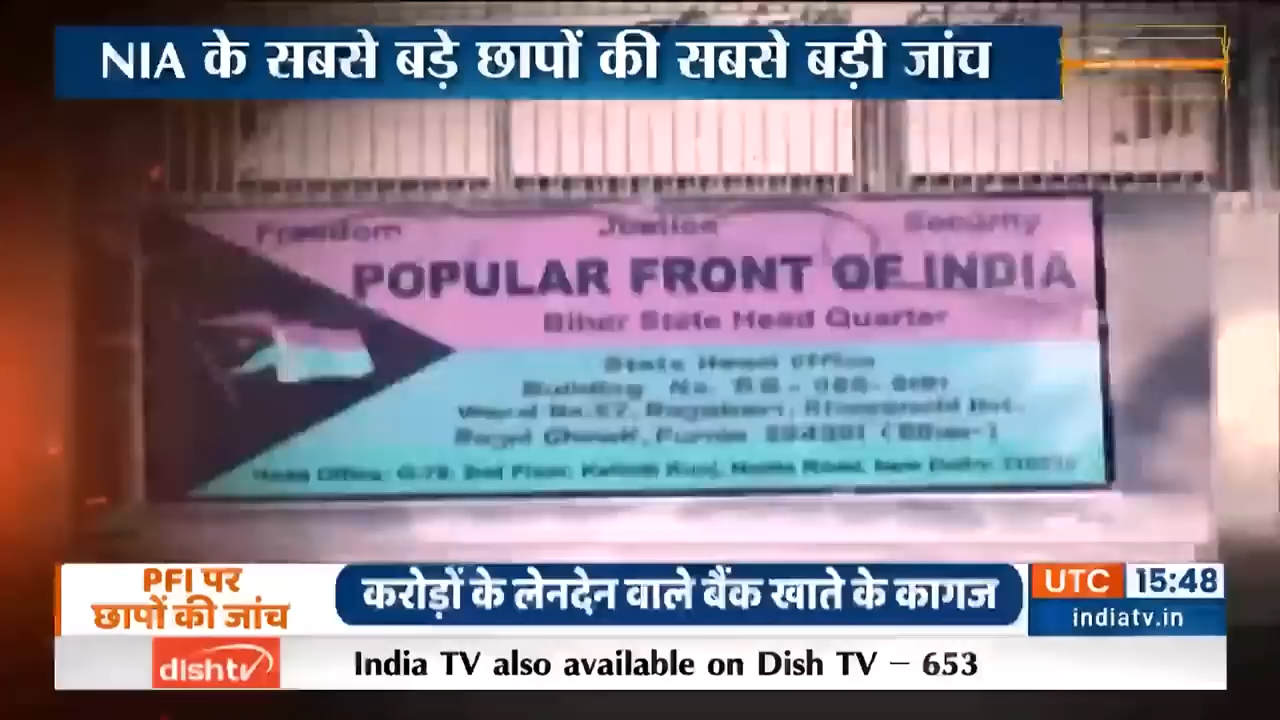 NIA के सबसे बड़े छापों की सबसे बड़ी जांच
Freedom Justice Security
POPULAR FRONT OF INDIA
Bihar State Head Quarter
State Head Office
Building No.
PFI पर
छापों की जांच
करोड़ों के लेनदेन वाले बैंक खाते के कागज
UTC 15:48
indiatv.in
dishtv
India TV also available on Dish TV – 653